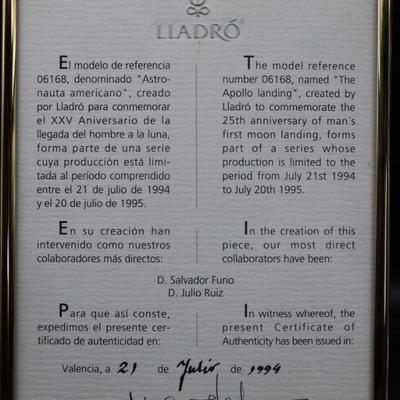 LLADRÓ
El modelo de referencia
06168, denominado "Astro-
nauta americano", creado
por Lladró para conmemorar
el XXV Aniversario de la
llegada del hombre a la luna,
forma parte de una serie
cuya producción está limi-
tada al período comprendido
entre el 21 de julio de 1994
y el 20 de julio de 1995.
En su creación han
intervenido como nuestros
colaboradores más directos:
The model reference
number 06168, named "The
Apollo landing", created by
Lladró to commemorate the
25th anniversary of man's
first moon landing, forms
part of a series whose
production is limited to the
period from July 21st 1994
to July 20th 1995.
In the creation of this
piece, our most direct
collaborators have been:
D. Salvador Furio
D. Julio Ruiz
Para que así conste,
expedimos el presente cer-
tificado de autenticidad en:
In witness whereof, the
present Certificate of
Authenticity has been issued in:
Valencia, a 21 de Julio de 1994